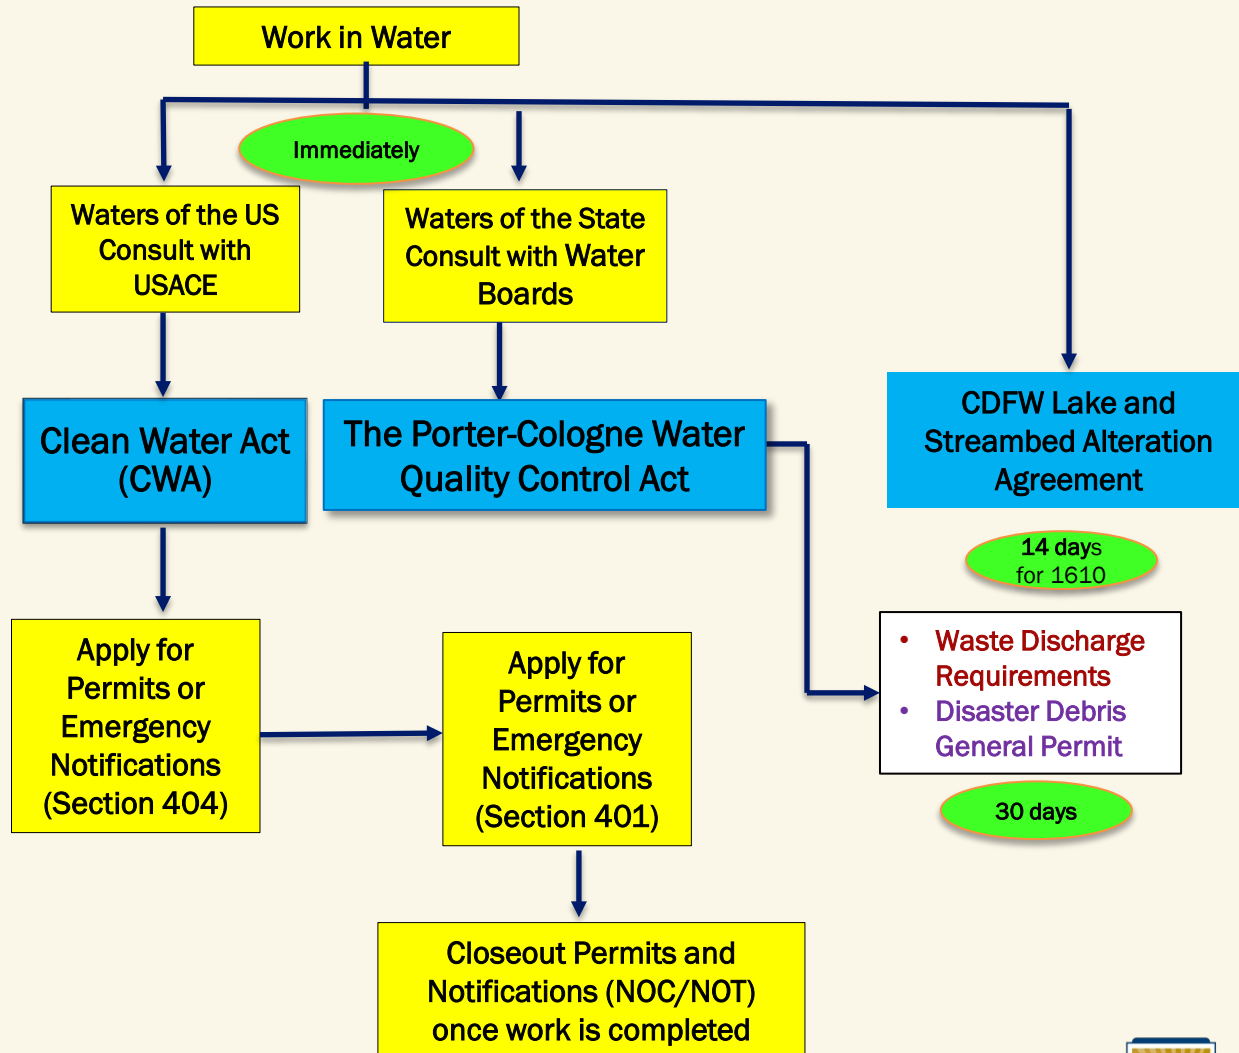 Work in Water
Immediately
Waters of the US
Consult with
USACE
Waters of the State
Consult with Water
Boards
Clean Water Act
(CWA)
The Porter-Cologne Water
Quality Control Act
CDFW Lake and
Streambed Alteration
Agreement
14 days
for 1610
Apply for
Permits or
Emergency
Notifications
(Section 404)
Apply for
Permits or
Emergency
Notifications
(Section 401)
• Waste Discharge
Requirements
• Disaster Debris
General Permit
30 days
Closeout Permits and
Notifications (NOC/NOT)
once work is completed